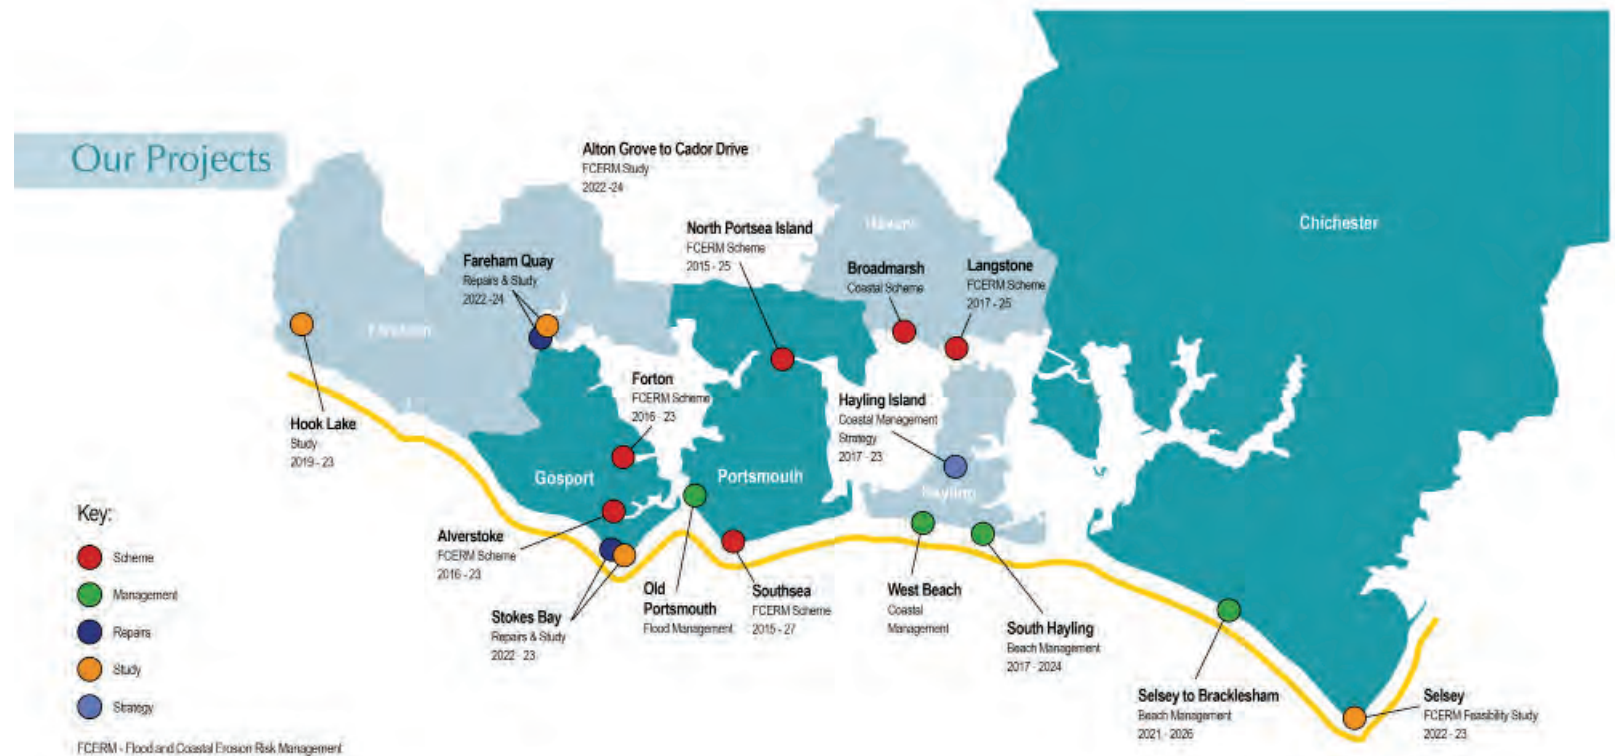 Our Projects
Alton Grove to Cador Drive
FCERM Study
2022 -24
North Portsea Island
FCERM Scheme
2015 - 25
Havant
Chichester
Fareham Quay
Repairs & Study
2022 -24
Broadmarsh
Coastal Scheme
Langstone
FCERM Scheme
2017 - 25
Fareham
Forton
FCERM Scheme
2016 - 23
Hayling Island
Coastal Management
Strategy
2017 - 23
Hook Lake
Study
2019 - 23
Gosport
Portsmouth
Hayling
Key:
Scheme
Management
Repairs
Study
Strategy
FCERM - Flood and Coastal Erosion Risk Management
Alverstoke
FCERM Scheme
2016 - 23
Stokes Bay
Repairs & Study
2022 - 23
Old
Portsmouth
Flood Management
Southsea
FCERM Scheme
2015 - 27
West Beach
Coastal
Management
South Hayling
Beach Management
2017 - 2024
Selsey to Bracklesham
Beach Management
2021 - 2026
Selsey
FCERM Feasibility Study
2022 - 23